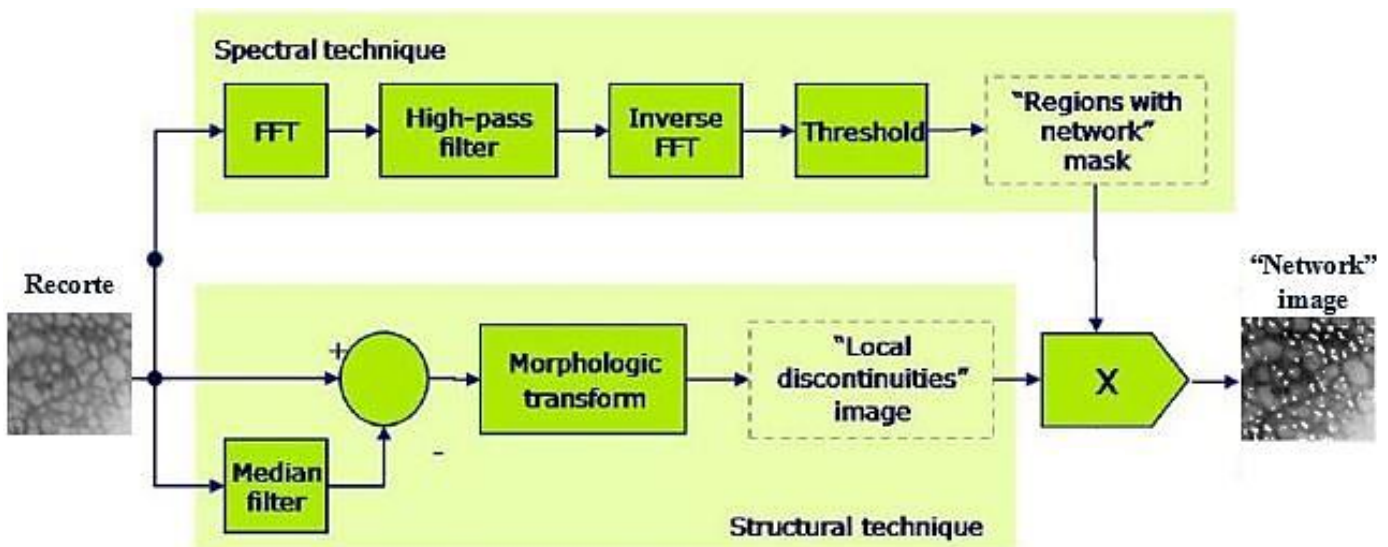 Spectral technique
FFT
High-pass
filter
Inverse
FFT
Threshold
"Regions with
network"
mask
Recorte
"Network"
image
+
-
Morphologic
transform
"Local
discontinuities"
image
X
Median
filter
Structural technique